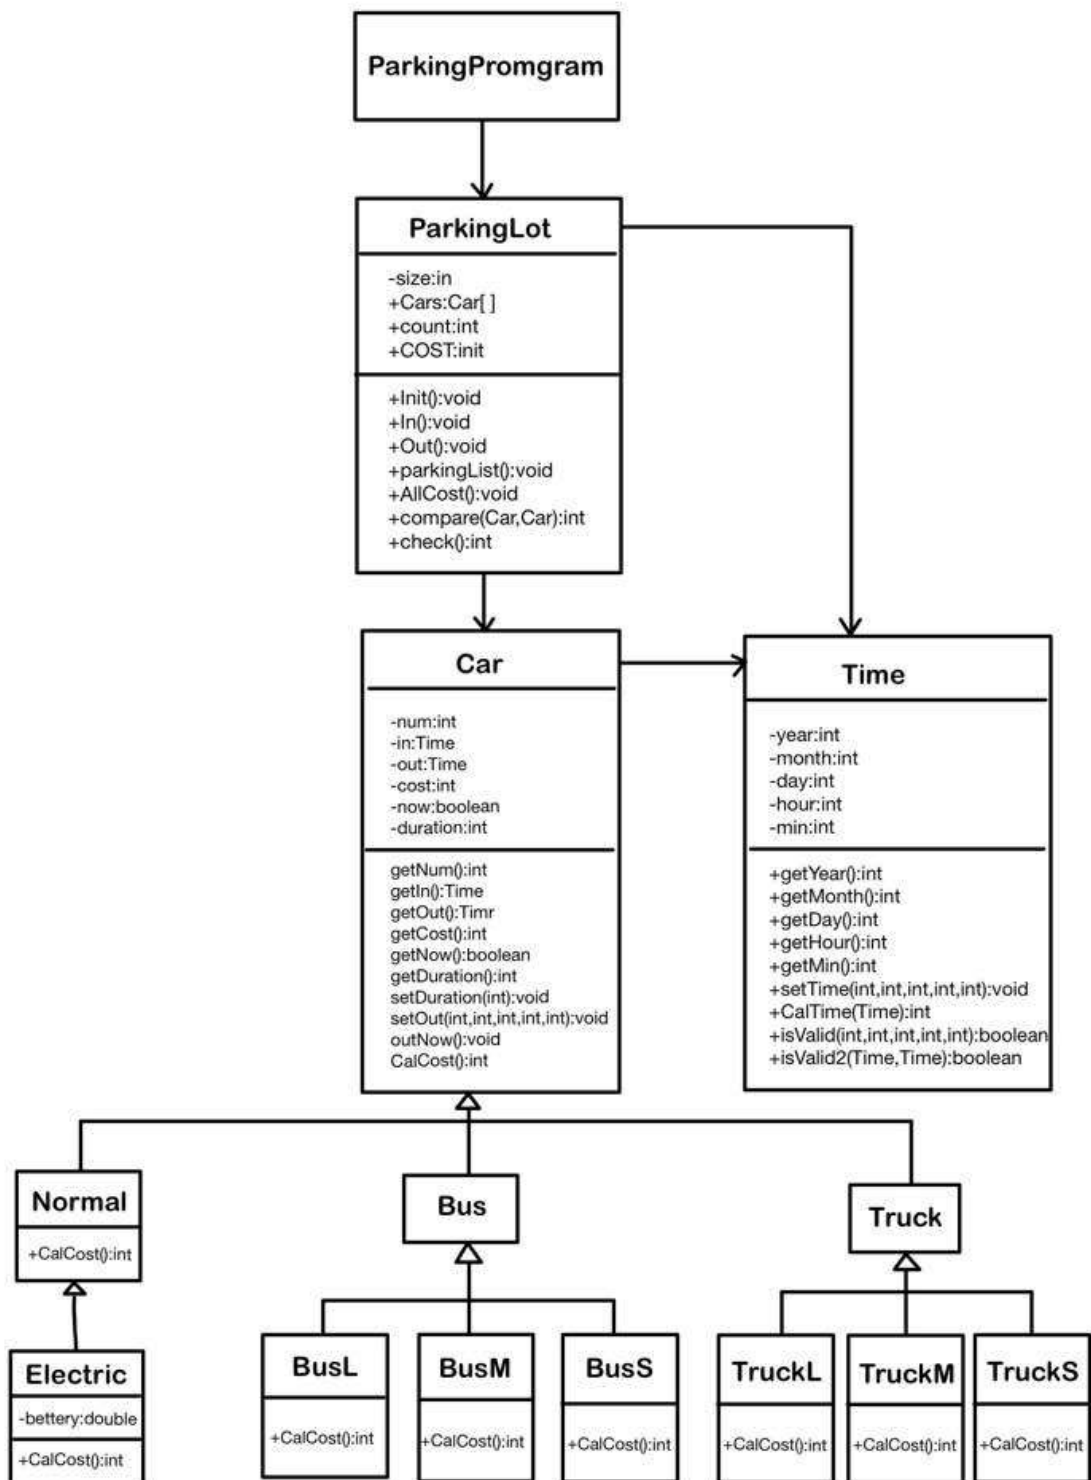 ParkingPromgram
ParkingLot
-size:in
+Cars:Car[ ]
+count:int
+COST:init
+Init():void
+In():void
+Out():void
+parkingList():void
+AllCost():void
+compare(Car,Car):int
+check():int
Car
-num:int
-in:Time
-out:Time
-cost:int
-now:boolean
-duration:int
getNum():int
getIn():Time
getOut():Timr
getCost():int
getNow():boolean
getDuration():int
setDuration(int):void
setOut(int,int,int,int,int):void
outNow():void
CalCost():int
Time
-year:int
-month:int
-day:int
-hour:int
-min:int
+getYear():int
+getMonth():int
+getDay():int
+getHour():int
+getMin():int
+setTime(int,int,int,int,int):void
+CalTime(Time):int
+isValid(int,int,int,int,int):boolean
+isValid2(Time,Time):boolean
Normal
+CalCost():int
Bus
Truck
Electric
-bettery:double
+CalCost():int
BusL
+CalCost():int
BusM
+CalCost():int
BusS
+CalCost():int
TruckL
+CalCost():int
TruckM
+CalCost():int
TruckS
+CalCost():int